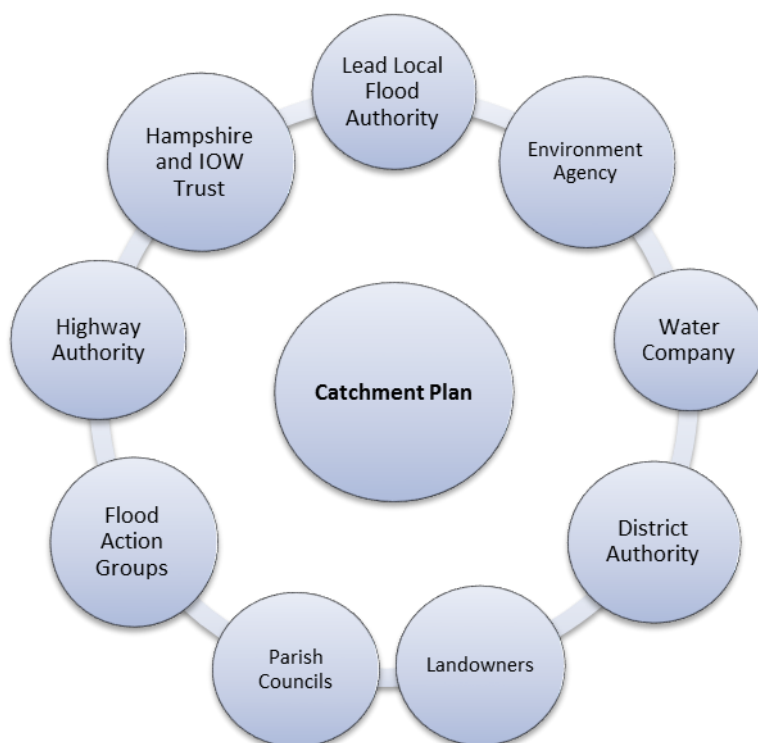 Lead Local
Flood
Authority
Environment
Agency
Water
Company
District
Authority
Landowners
Parish
Councils
Flood
Action
Groups
Highway
Authority
Hampshire
and IOW
Trust
Catchment Plan